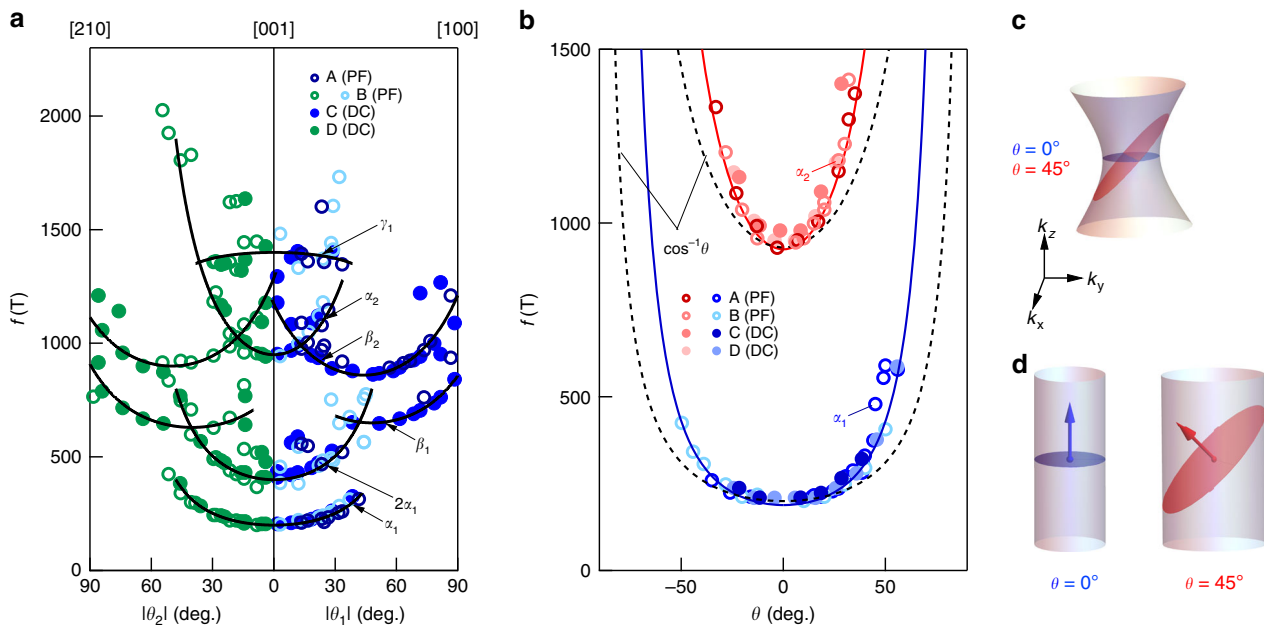 a
[210] [001] [100]
A (PF)
B (PF)
C (DC)
D (DC)
2000
1500
1000
500
0
f (T)
γ1
α2
β2
β1
2α1
α1
90 60 30 0 30 60 90
|θ2| (deg.) |θ1| (deg.)
b
1500
1000
500
0
f (T)
α2
cos⁻¹θ
A (PF)
B (PF)
C (DC)
D (DC)
α1
−50 0 50
θ (deg.)
c
θ = 0°
θ = 45°
kz
ky
kx
d
θ = 0° θ = 45°